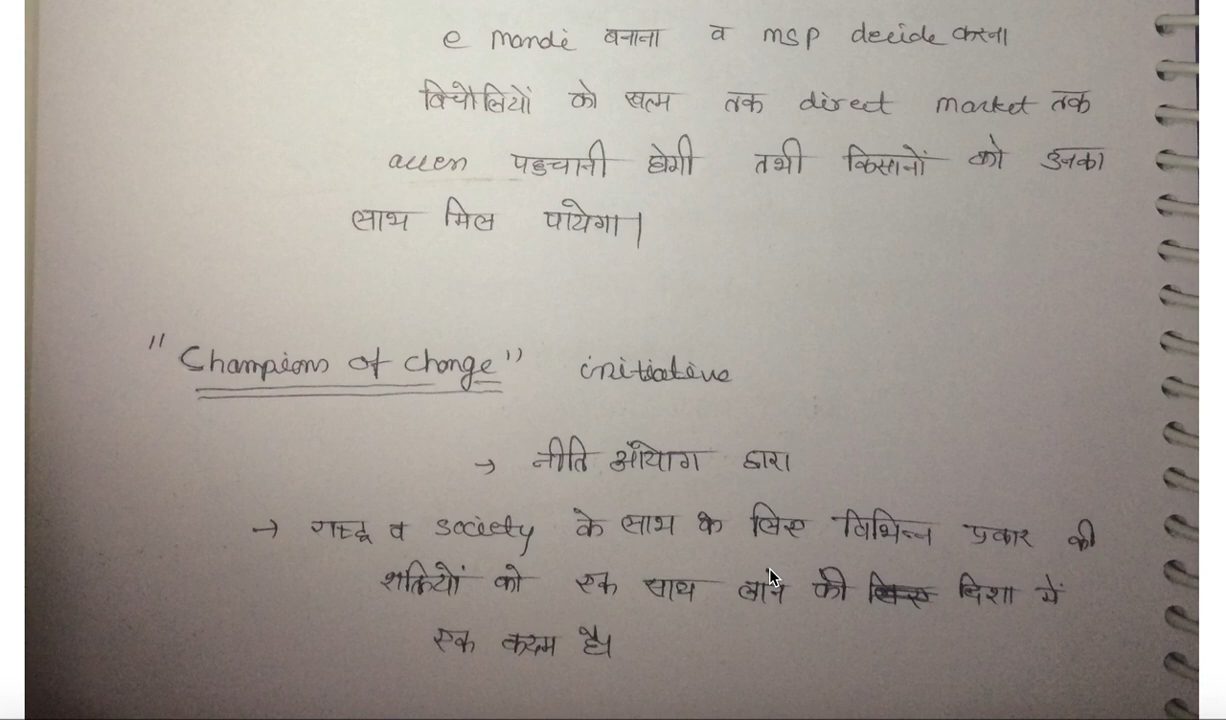 e mandi बनाना व msp decide करना
बिचौलियों को खत्म तक direct market तक
access पहुचानी होगी तभी किसानों को उनका
लाभ मिल पायेगा।
"Champions of change" initiative
→ नीति आयोग द्वारा
→ राष्ट्र व society के लाभ के लिए विभिन्न प्रकार की
शक्तियों को एक साथ लाने की दिशा में
एक कदम है।